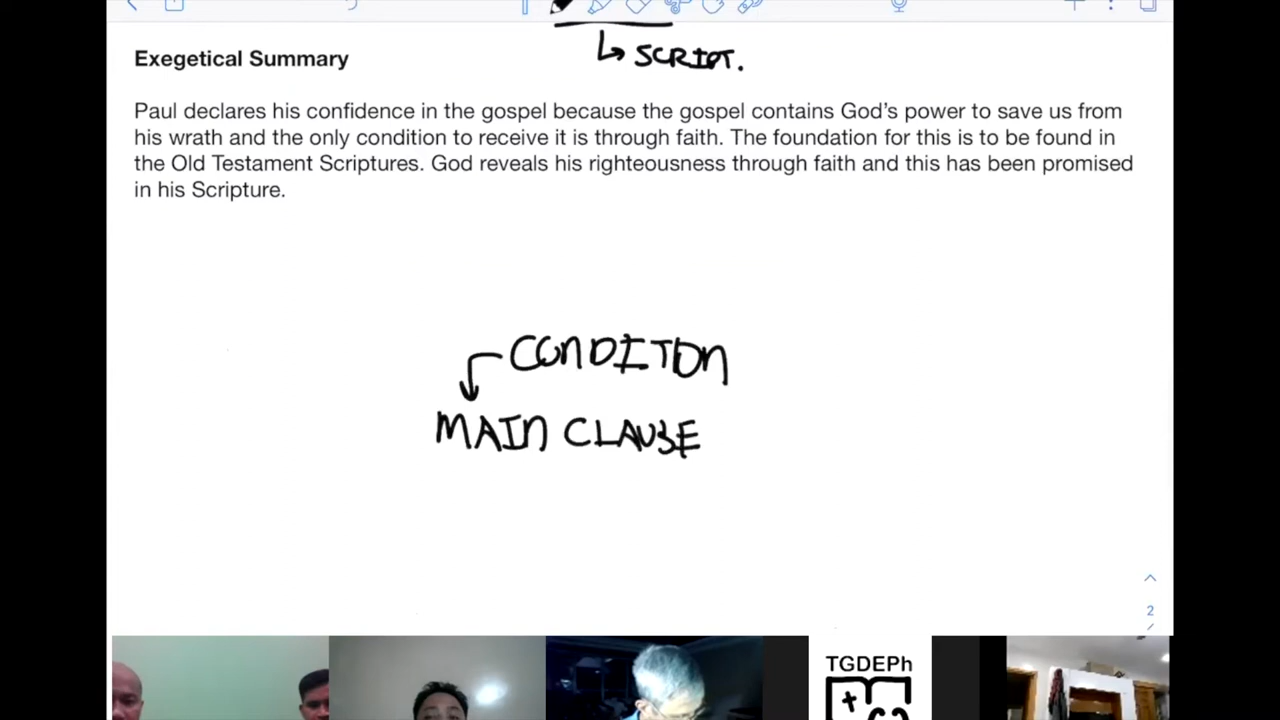 SCRIPT.
Exegetical Summary
Paul declares his confidence in the gospel because the gospel contains God's power to save us from
his wrath and the only condition to receive it is through faith. The foundation for this is to be found in
the Old Testament Scriptures. God reveals his righteousness through faith and this has been promised
in his Scripture.
CONDITON
MAIN CLAUSE
2
TGDEPh